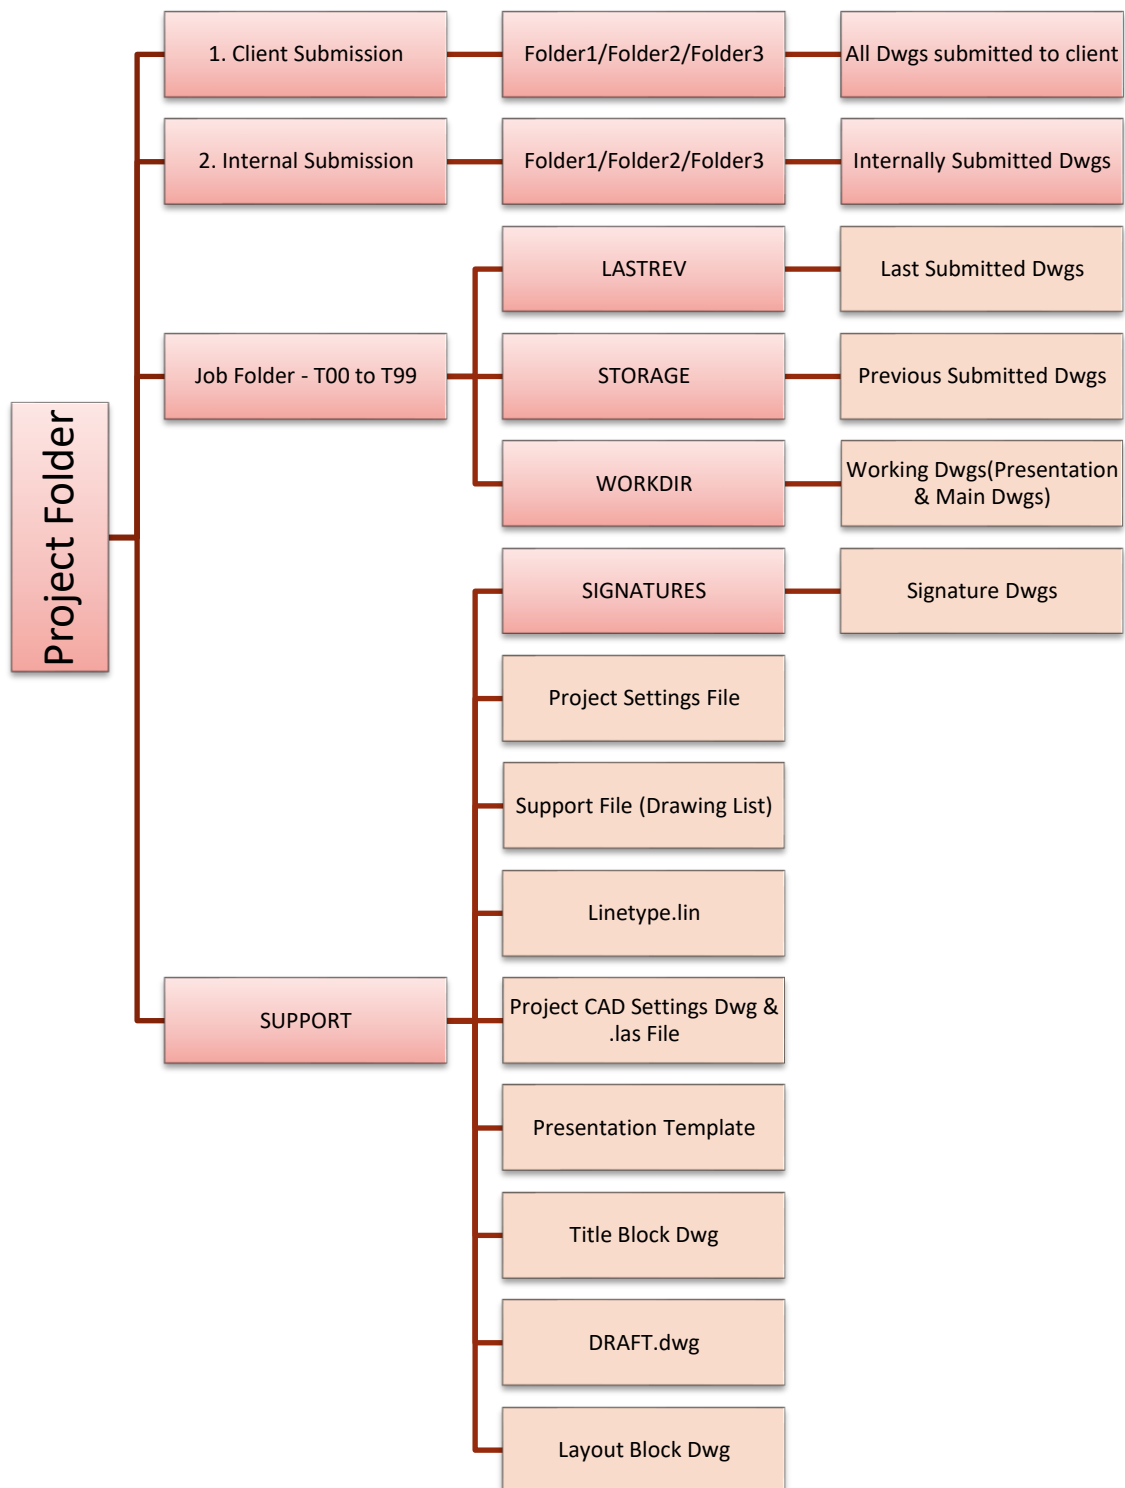 Project Folder
1. Client Submission
Folder1/Folder2/Folder3
All Dwgs submitted to client
2. Internal Submission
Folder1/Folder2/Folder3
Internally Submitted Dwgs
Job Folder - T00 to T99
LASTREV
Last Submitted Dwgs
STORAGE
Previous Submitted Dwgs
WORKDIR
Working Dwgs(Presentation
& Main Dwgs)
SUPPORT
SIGNATURES
Signature Dwgs
Project Settings File
Support File (Drawing List)
Linetype.lin
Project CAD Settings Dwg &
.las File
Presentation Template
Title Block Dwg
DRAFT.dwg
Layout Block Dwg